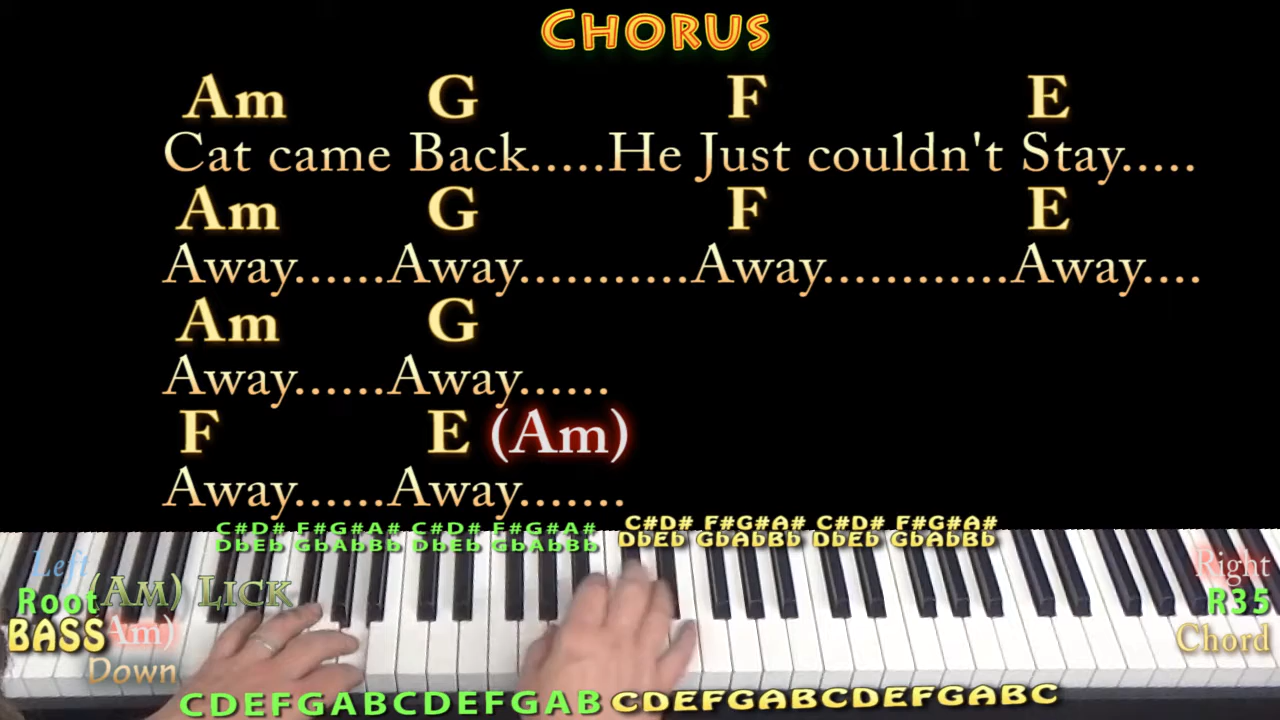 CHORUS
Am G F E
Cat came Back.....He Just couldn't Stay.....
Am G F E
Away......Away...........Away............Away....
Am G
Away......Away......
F E (Am)
Away......Away.......
C#D# F#G#A# C#D# F#G#A# C#D# F#G#A# C#D# F#G#A#
DbEb GbAbBb DbEb GbAbBb DbEb GbAbBb DbEb GbAbBb
Left
(AM) LICK
Right
Root
R35
BASS
Am)
Chord
Down
CDEFGABCDEFGAB CDEFGABCDEFGABC